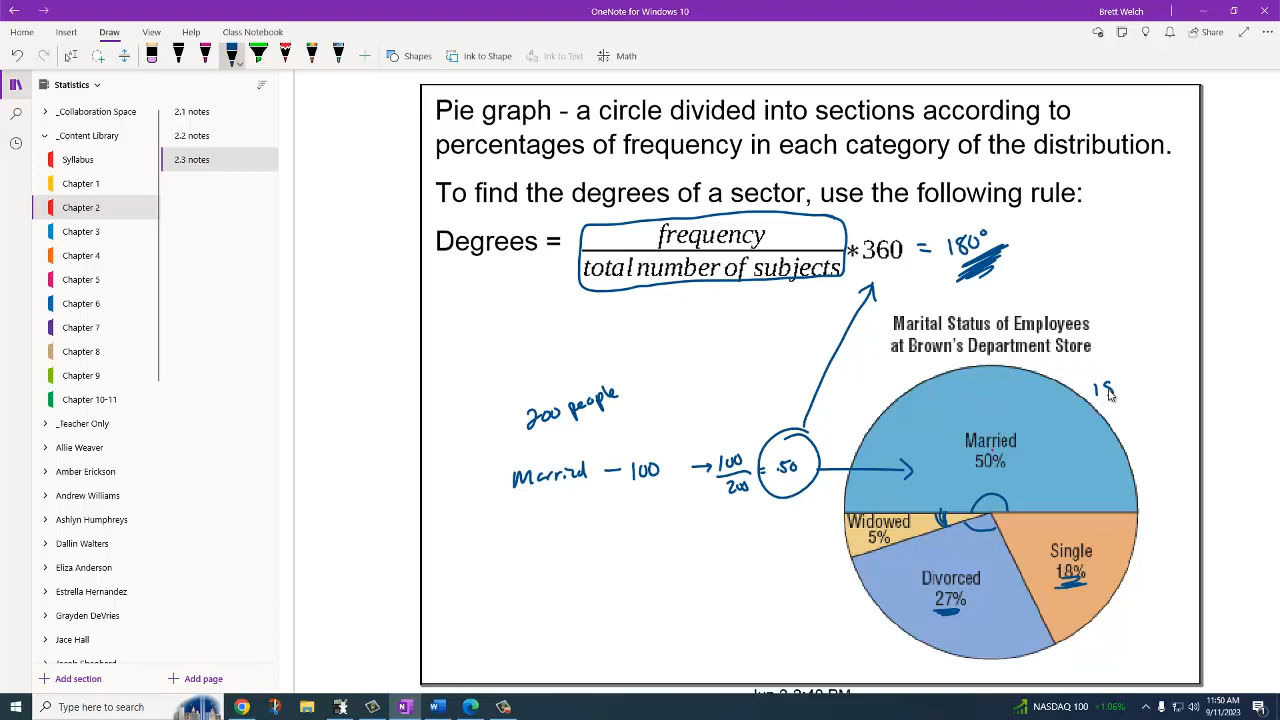 OneNote for Windows 10
Brett Welch
Home Insert Draw View Help Class Notebook
Share
Shapes Ink to Shape Ink to Text Math
Statistics
_Collaboration Space
_Content Library
Syllabus
Chapter 1
Chapter 2
Chapter 3
Chapter 4
Chapter 5
Chapter 6
Chapter 7
Chapter 8
Chapter 9
Chapter 10-11
_Teacher Only
Allie Weaver
Amber Erickson
Andrew Williams
Ashlyn Humphreys
Dallin Walters
Eliza Anderson
Estrella Hernandez
Grayden DeVries
Jace Hall
Add section
2.1 notes
2.2 notes
2.3 notes
Add page
Pie graph - a circle divided into sections according to
percentages of frequency in each category of the distribution.
To find the degrees of a sector, use the following rule:
Degrees = frequency
total number of subjects
*360 = 180°
Marital Status of Employees
at Brown's Department Store
200 people
Married - 100 → 100
200
= .50
18
Married
50%
Widowed
5%
Divorced
27%
Single
18%
Type here to search
NASDAQ 100 +1.06%
11:50 AM
9/11/2023